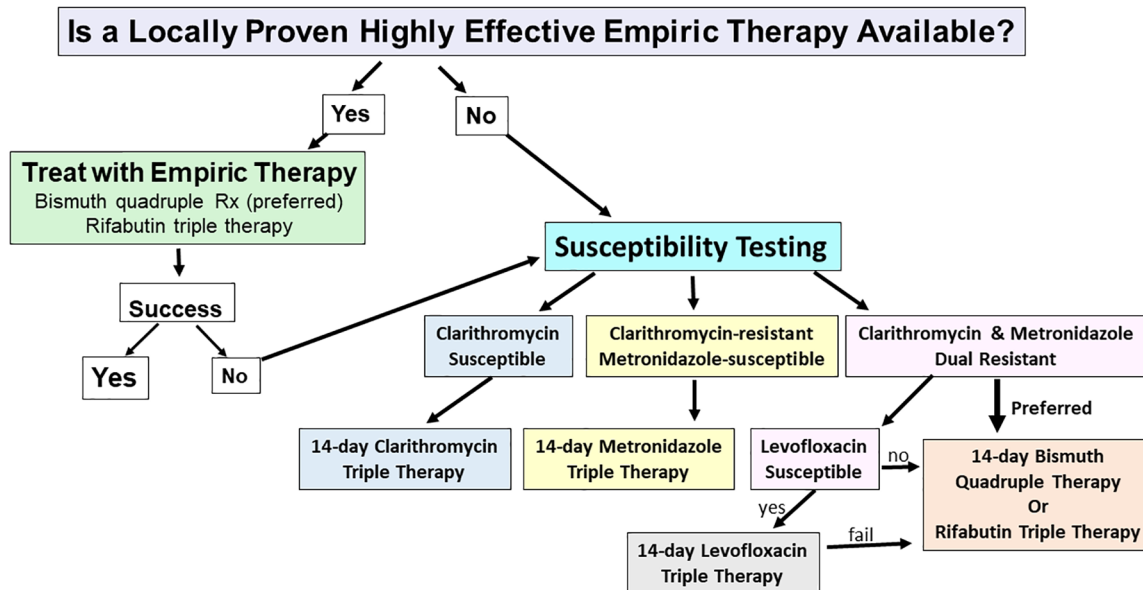 Is a Locally Proven Highly Effective Empiric Therapy Available?
Yes
No
Treat with Empiric Therapy
Bismuth quadruple Rx (preferred)
Rifabutin triple therapy
Susceptibility Testing
Success
Yes
No
Clarithromycin
Susceptible
Clarithromycin-resistant
Metronidazole-susceptible
Clarithromycin & Metronidazole
Dual Resistant
Preferred
14-day Clarithromycin
Triple Therapy
14-day Metronidazole
Triple Therapy
Levofloxacin
Susceptible
no
14-day Bismuth
Quadruple Therapy
Or
Rifabutin Triple Therapy
yes
14-day Levofloxacin
Triple Therapy
fail